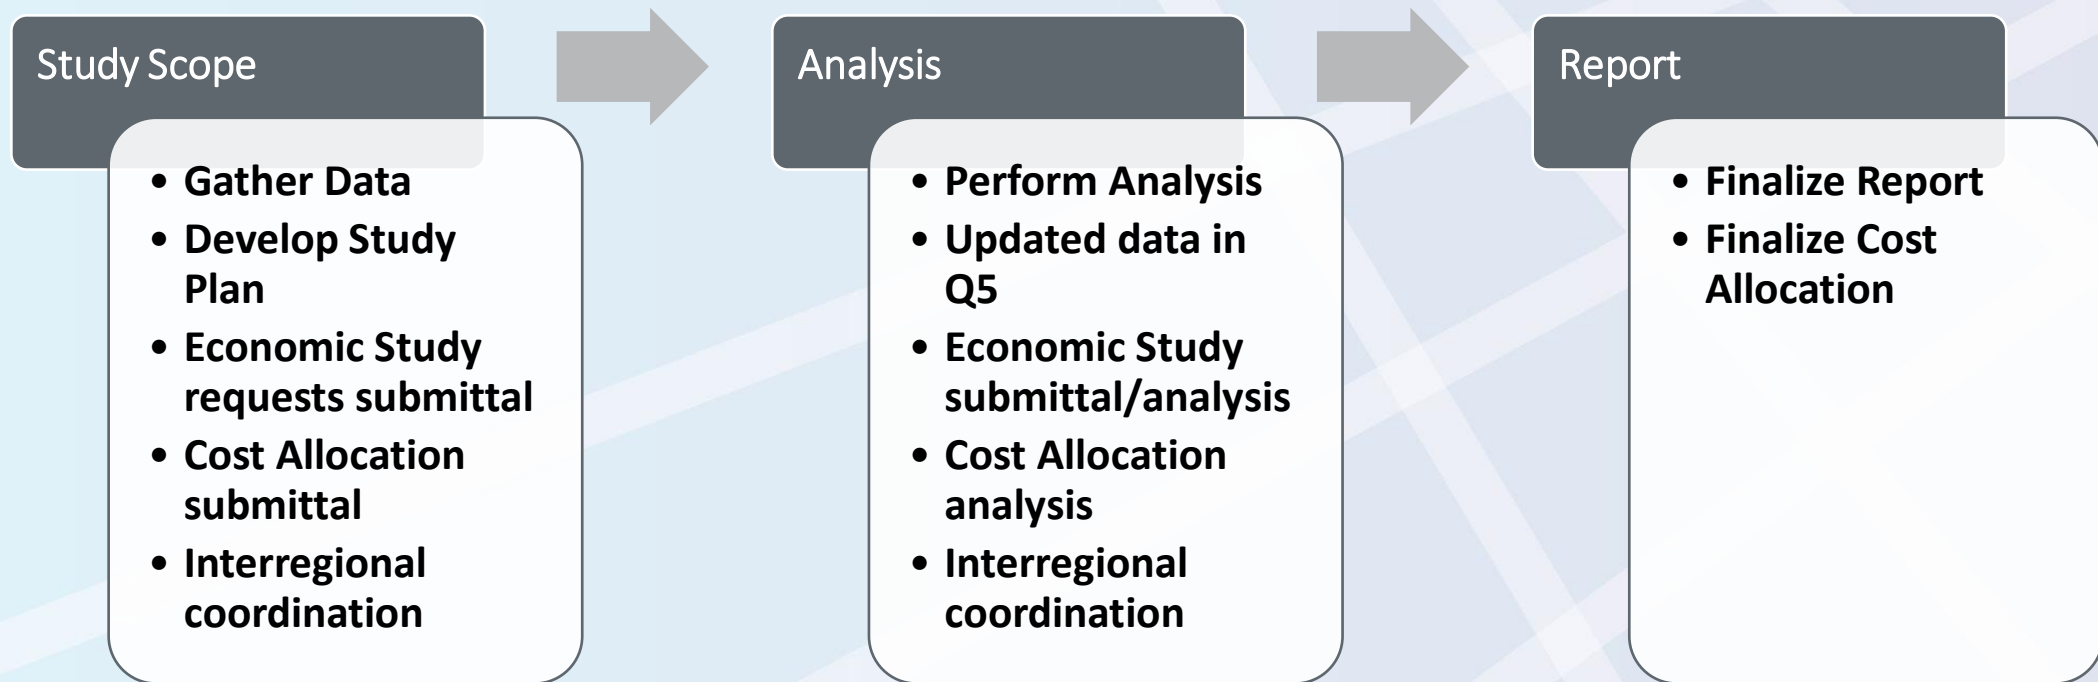 Study Scope
• Gather Data
• Develop Study
Plan
• Economic Study
requests submittal
• Cost Allocation
submittal
• Interregional
coordination
Analysis
• Perform Analysis
• Updated data in
Q5
• Economic Study
submittal/analysis
• Cost Allocation
analysis
• Interregional
coordination
Report
• Finalize Report
• Finalize Cost
Allocation